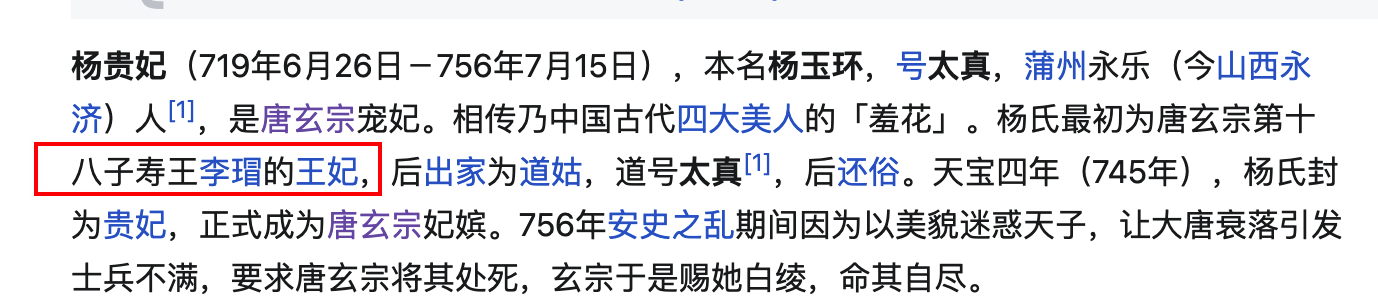 杨贵妃（719年6月26日－756年7月15日），本名杨玉环，号太真，蒲州永乐（今山西永
济）人[1]，是唐玄宗宠妃。相传乃中国古代四大美人的「羞花」。杨氏最初为唐玄宗第十
八子寿王李瑁的王妃，后出家为道姑，道号太真[1]，后还俗。天宝四年（745年），杨氏封
为贵妃，正式成为唐玄宗妃嫔。756年安史之乱期间因为以美貌迷惑天子，让大唐衰落引发
士兵不满，要求唐玄宗将其处死，玄宗于是赐她白绫，命其自尽。